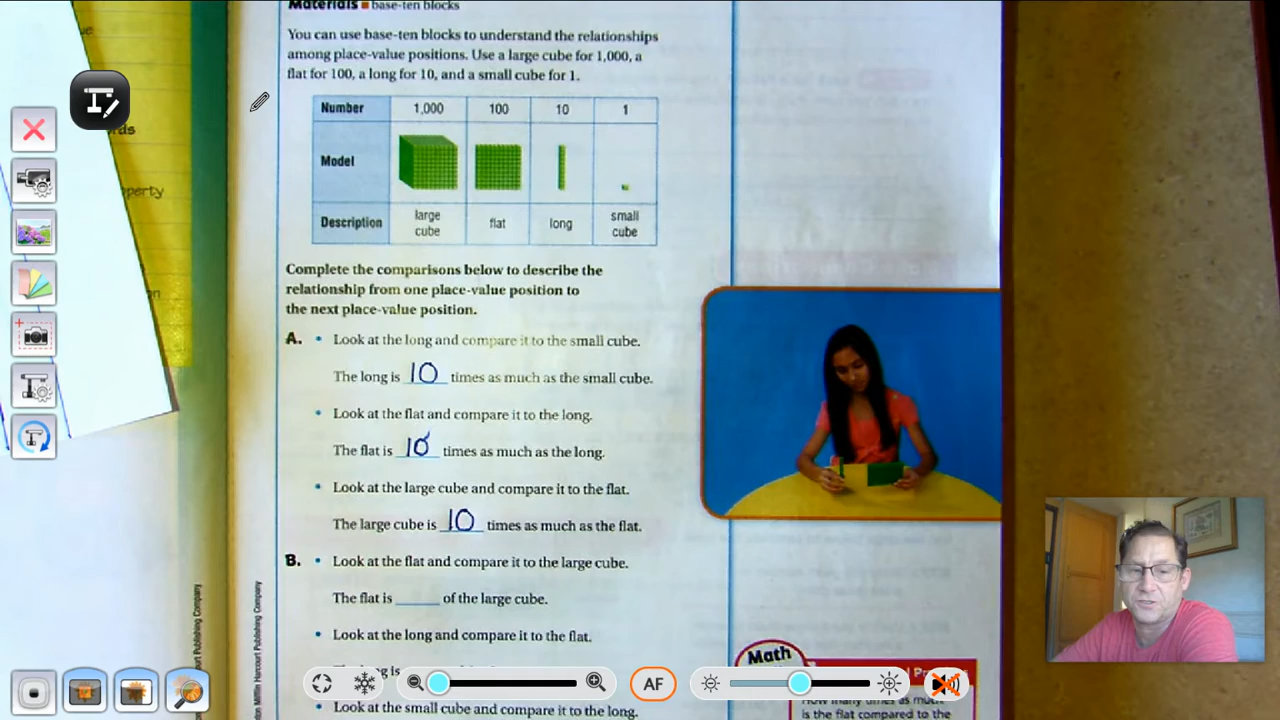 Materials ■ base-ten blocks
You can use base-ten blocks to understand the relationships
among place-value positions. Use a large cube for 1,000, a
flat for 100, a long for 10, and a small cube for 1.
Number 1,000 100 10 1
Model
Description large cube flat long small cube
Complete the comparisons below to describe the
relationship from one place-value position to
the next place-value position.
A. • Look at the long and compare it to the small cube.
The long is 10 times as much as the small cube.
• Look at the flat and compare it to the long.
The flat is 10 times as much as the long.
• Look at the large cube and compare it to the flat.
The large cube is 10 times as much as the flat.
B. • Look at the flat and compare it to the large cube.
The flat is ____ of the large cube.
• Look at the long and compare it to the flat.
• Look at the small cube and compare it to the long.
Math
is the flat compared to the
Publishing Company
Mifflin Harcourt Publishing Company
AF